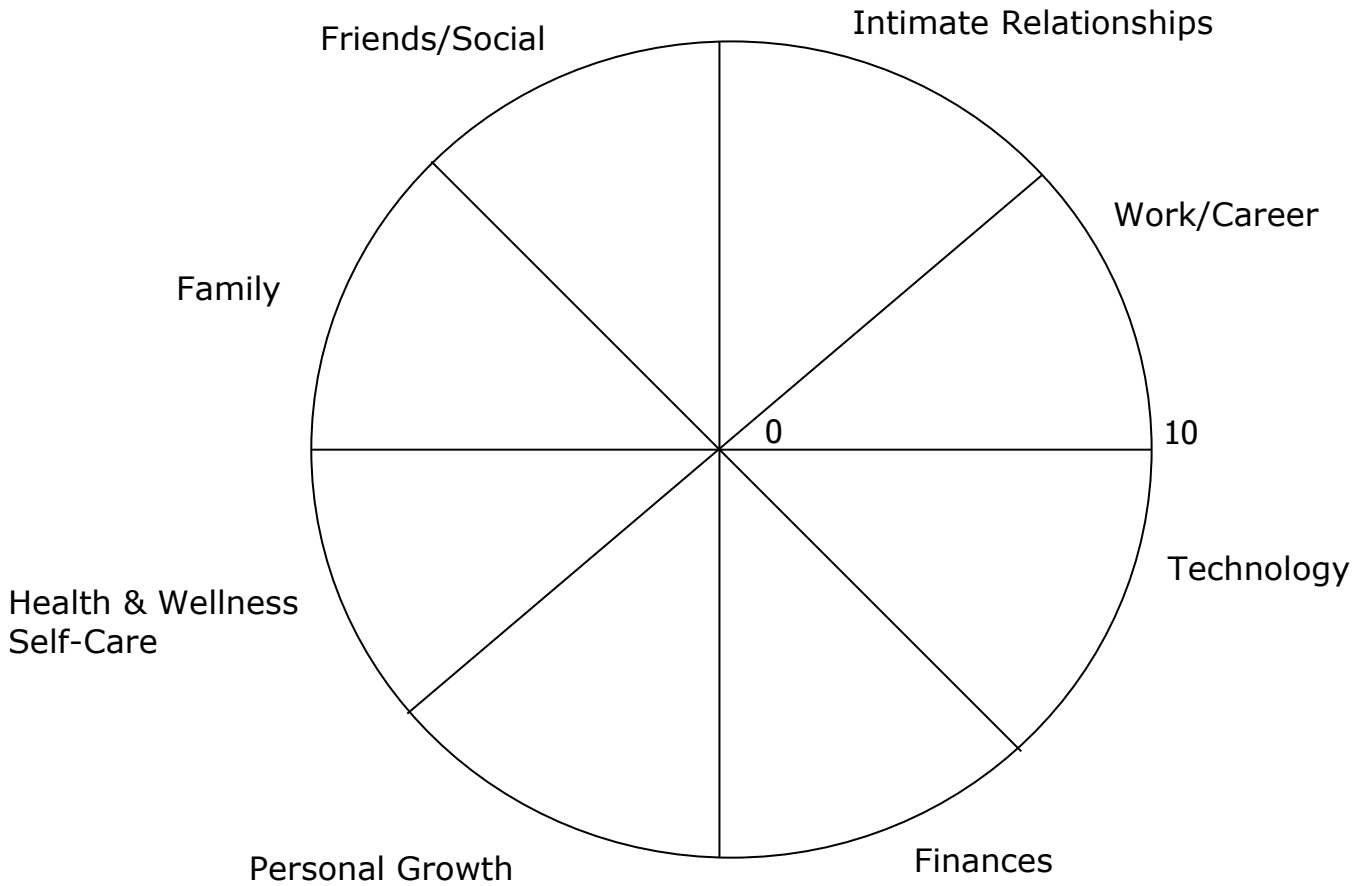 Friends/Social
Intimate Relationships
Work/Career
Family
0
10
Technology
Health & Wellness
Self-Care
Personal Growth
Finances